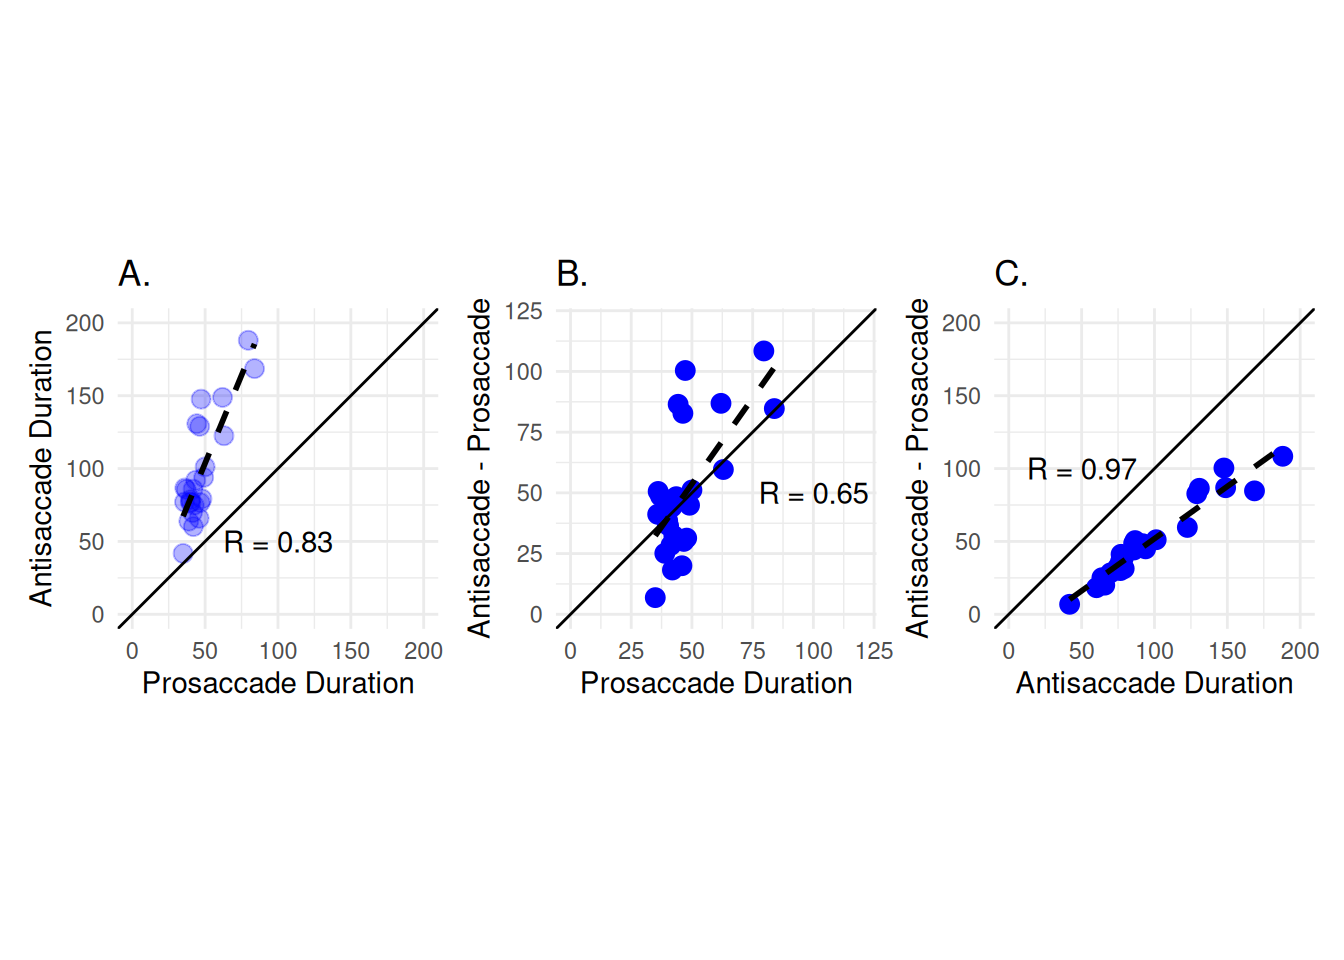 A.
Antisaccade Duration
200
150
100
50
0
R = 0.83
0 50 100 150 200
Prosaccade Duration
B.
Antisaccade - Prosaccade
125
100
75
50
25
0
R = 0.65
0 25 50 75 100 125
Prosaccade Duration
C.
Antisaccade - Prosaccade
200
150
100
50
0
R = 0.97
0 50 100 150 200
Antisaccade Duration